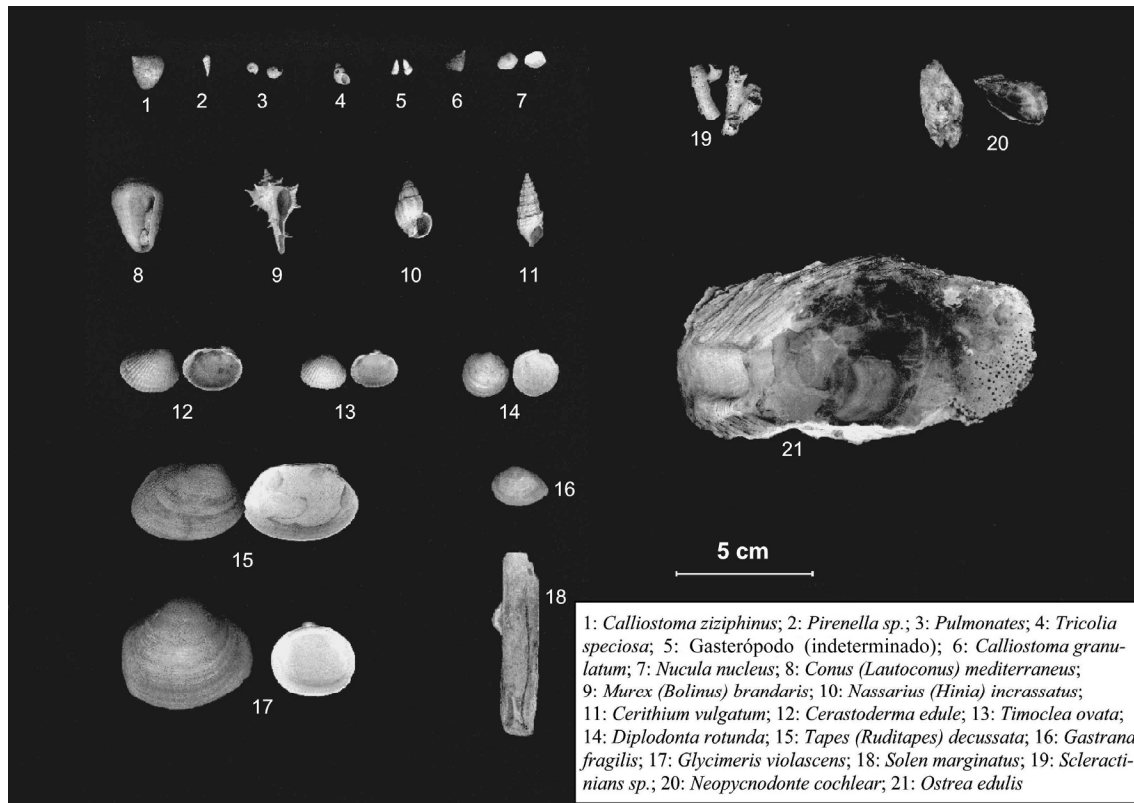 1 2 3 4 5 6 7
19 20
8 9 10 11
12 13 14
21
15 16
5 cm
17 18
1: Calliostoma ziziphinus; 2: Pirenella sp.; 3: Pulmonates; 4: Tricolia
speciosa; 5: Gasterópodo (indeterminado); 6: Calliostoma granu-
latum; 7: Nucula nucleus; 8: Conus (Lautoconus) mediterraneus;
9: Murex (Bolinus) brandaris; 10: Nassarius (Hinia) incrassatus;
11: Cerithium vulgatum; 12: Cerastoderma edule; 13: Timoclea ovata;
14: Diplodonta rotunda; 15: Tapes (Ruditapes) decussata; 16: Gastrana
fragilis; 17: Glycimeris violascens; 18: Solen marginatus; 19: Scleracti-
nians sp.; 20: Neopycnodonte cochlear; 21: Ostrea edulis